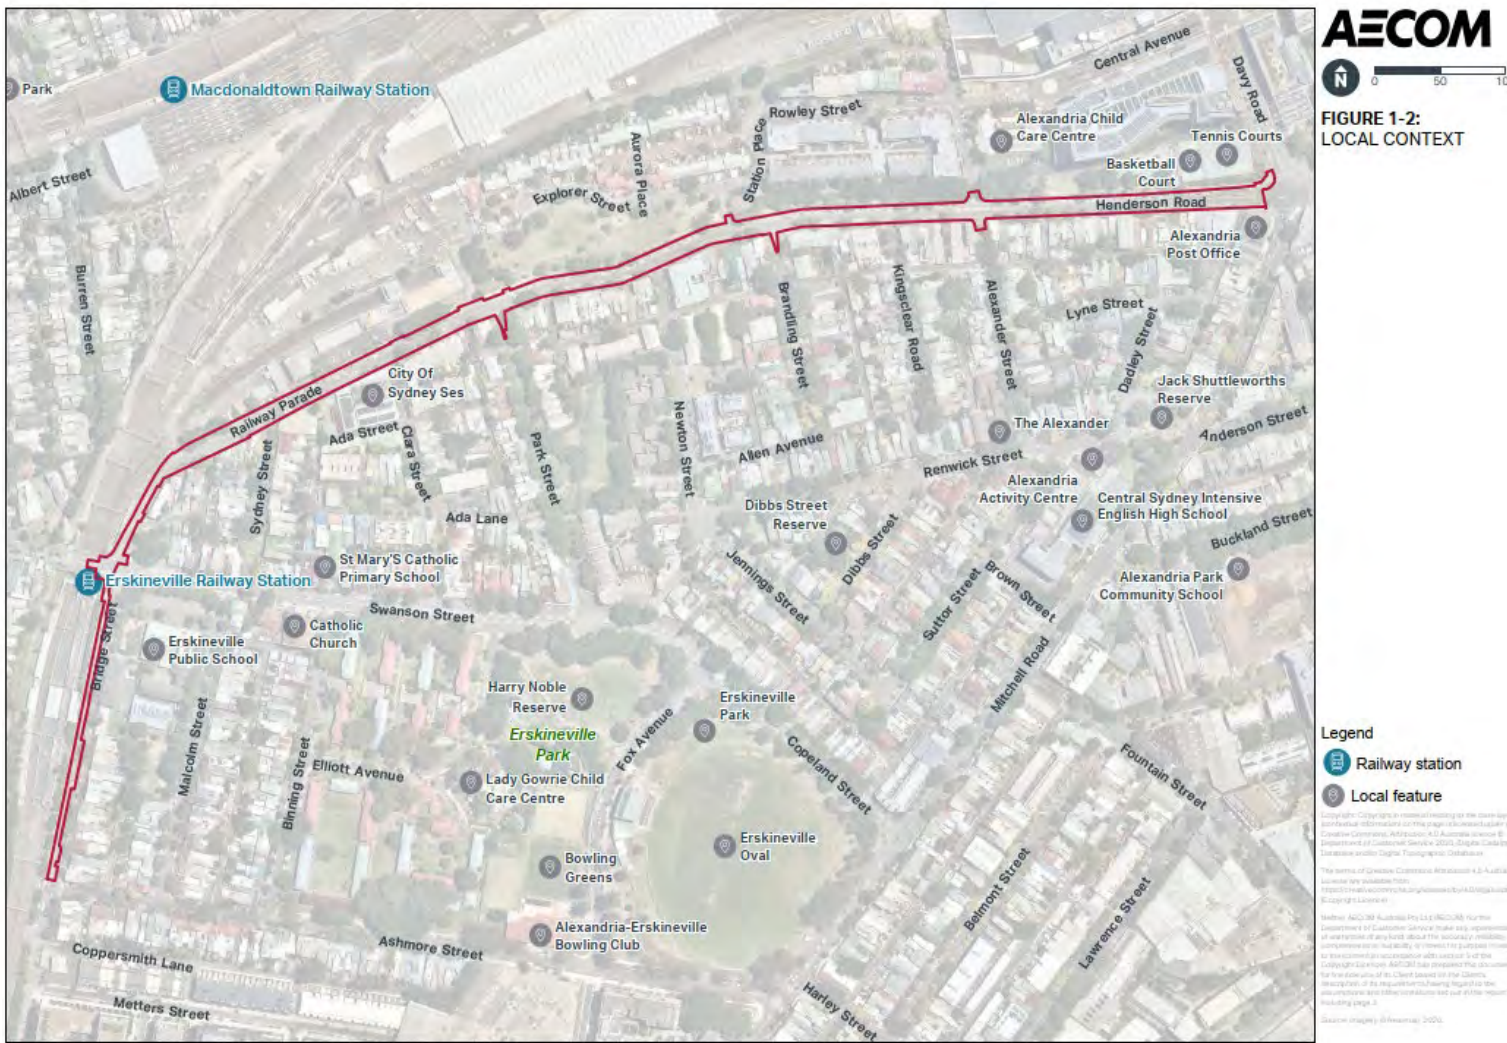 AECOM
N
0
50
FIGURE 1-2:
LOCAL CONTEXT
Park
Macdonaldtown Railway Station
Central Avenue
Davy Road
Rowley Street
Alexandria Child
Care Centre
Tennis Courts
Basketball
Court
Albert Street
Aurora Place
Station Place
Explorer Street
Henderson Road
Alexandria
Post Office
Burren Street
Brandling Street
Kingsclear Road
Alexander Street
Lyne Street
Dadley Street
City Of
Sydney Ses
Jack Shuttleworths
Reserve
Railway Parade
Ada Street
Clara Street
Sydney Street
Park Street
Newton Street
Allen Avenue
The Alexander
Anderson Street
Renwick Street
Alexandria
Activity Centre
Ada Lane
Dibbs Street
Reserve
Central Sydney Intensive
English High School
Buckland Street
St Mary'S Catholic
Primary School
Erskineville Railway Station
Jennings Street
Dibbs Street
Suttor Street
Brown Street
Alexandria Park
Community School
Swanson Street
Catholic
Church
Bridge Street
Erskineville
Public School
Mitchell Road
Harry Noble
Reserve
Erskineville
Park
Erskineville
Park
Malcolm Street
Binning Street
Elliott Avenue
Fox Avenue
Copeland Street
Fountain Street
Lady Gowrie Child
Care Centre
Erskineville
Oval
Bowling
Greens
Belmont Street
Lawrence Street
Alexandria-Erskineville
Bowling Club
Ashmore Street
Coppersmith Lane
Metters Street
Harley Street
Legend
Railway station
Local feature